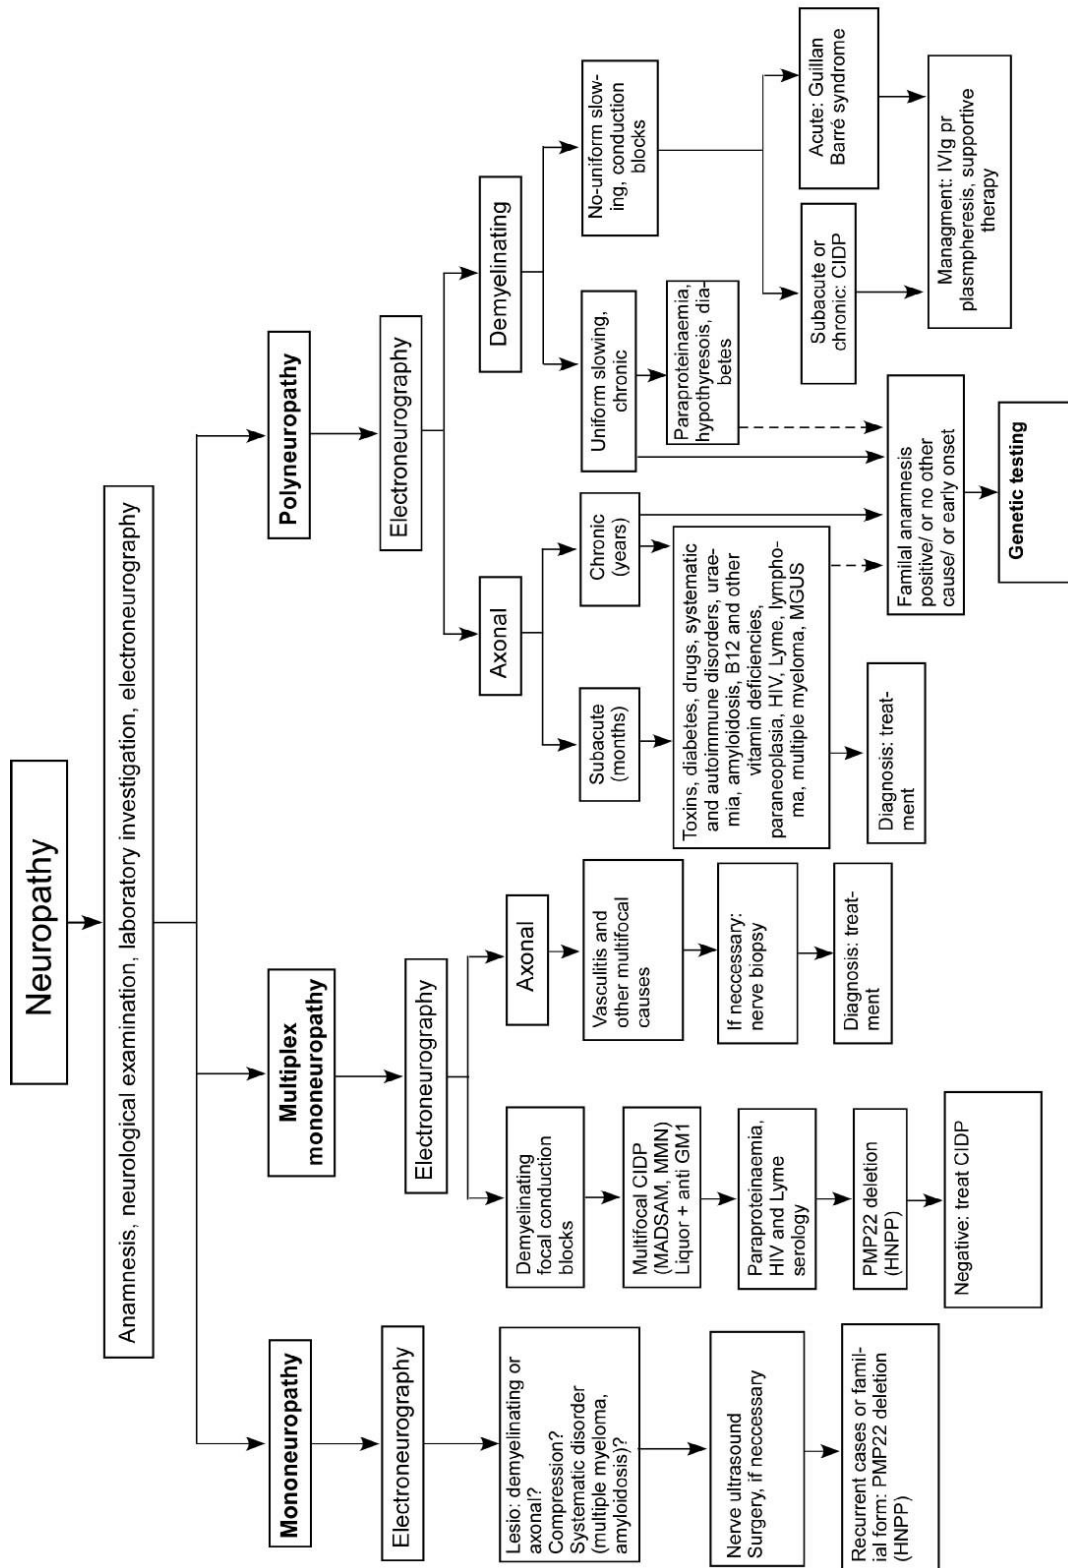 Neuropathy
Anamnesis, neurological examination, laboratory investigation, electroneurography
Mononeuropathy
Electroneurography
Lesio: demyelinating or
axonal?
Compression?
Systematic disorder
(multiple myeloma,
amyloidosis)?
Nerve ultrasound
Surgery, if neccessary
Recurrent cases or famil-
ial form: PMP22 deletion
(HNPP)
Multiplex
mononeuropathy
Electroneurography
Demyelinating
focal conduction
blocks
Multifocal CIDP
(MADSAM, MMN)
Liquor + anti GM1
Paraproteinaemia,
HIV and Lyme
serology
PMP22 deletion
(HNPP)
Negative: treat CIDP
Axonal
Vasculitis and
other multifocal
causes
If neccessary:
nerve biopsy
Diagnosis: treat-
ment
Polyneuropathy
Electroneurography
Axonal
Subacute
(months)
Chronic
(years)
Toxins, diabetes, drugs, systematic
and autoimmune disorders, urae-
mia, amyloidosis, B12 and other
vitamin deficiencies,
paraneoplasia, HIV, Lyme, lympho-
ma, multiple myeloma, MGUS
Diagnosis: treat-
ment
Demyelinating
Uniform slowing,
chronic
Paraproteinaemia,
hypothyresois, dia-
betes
Familal anamnesis
positive/ or no other
cause/ or early onset
Genetic testing
No-uniform slow-
ing, conduction
blocks
Subacute or
chronic: CIDP
Acute: Guillan
Barré syndrome
Managment: IVIg pr
plasmpheresis, supportive
therapy